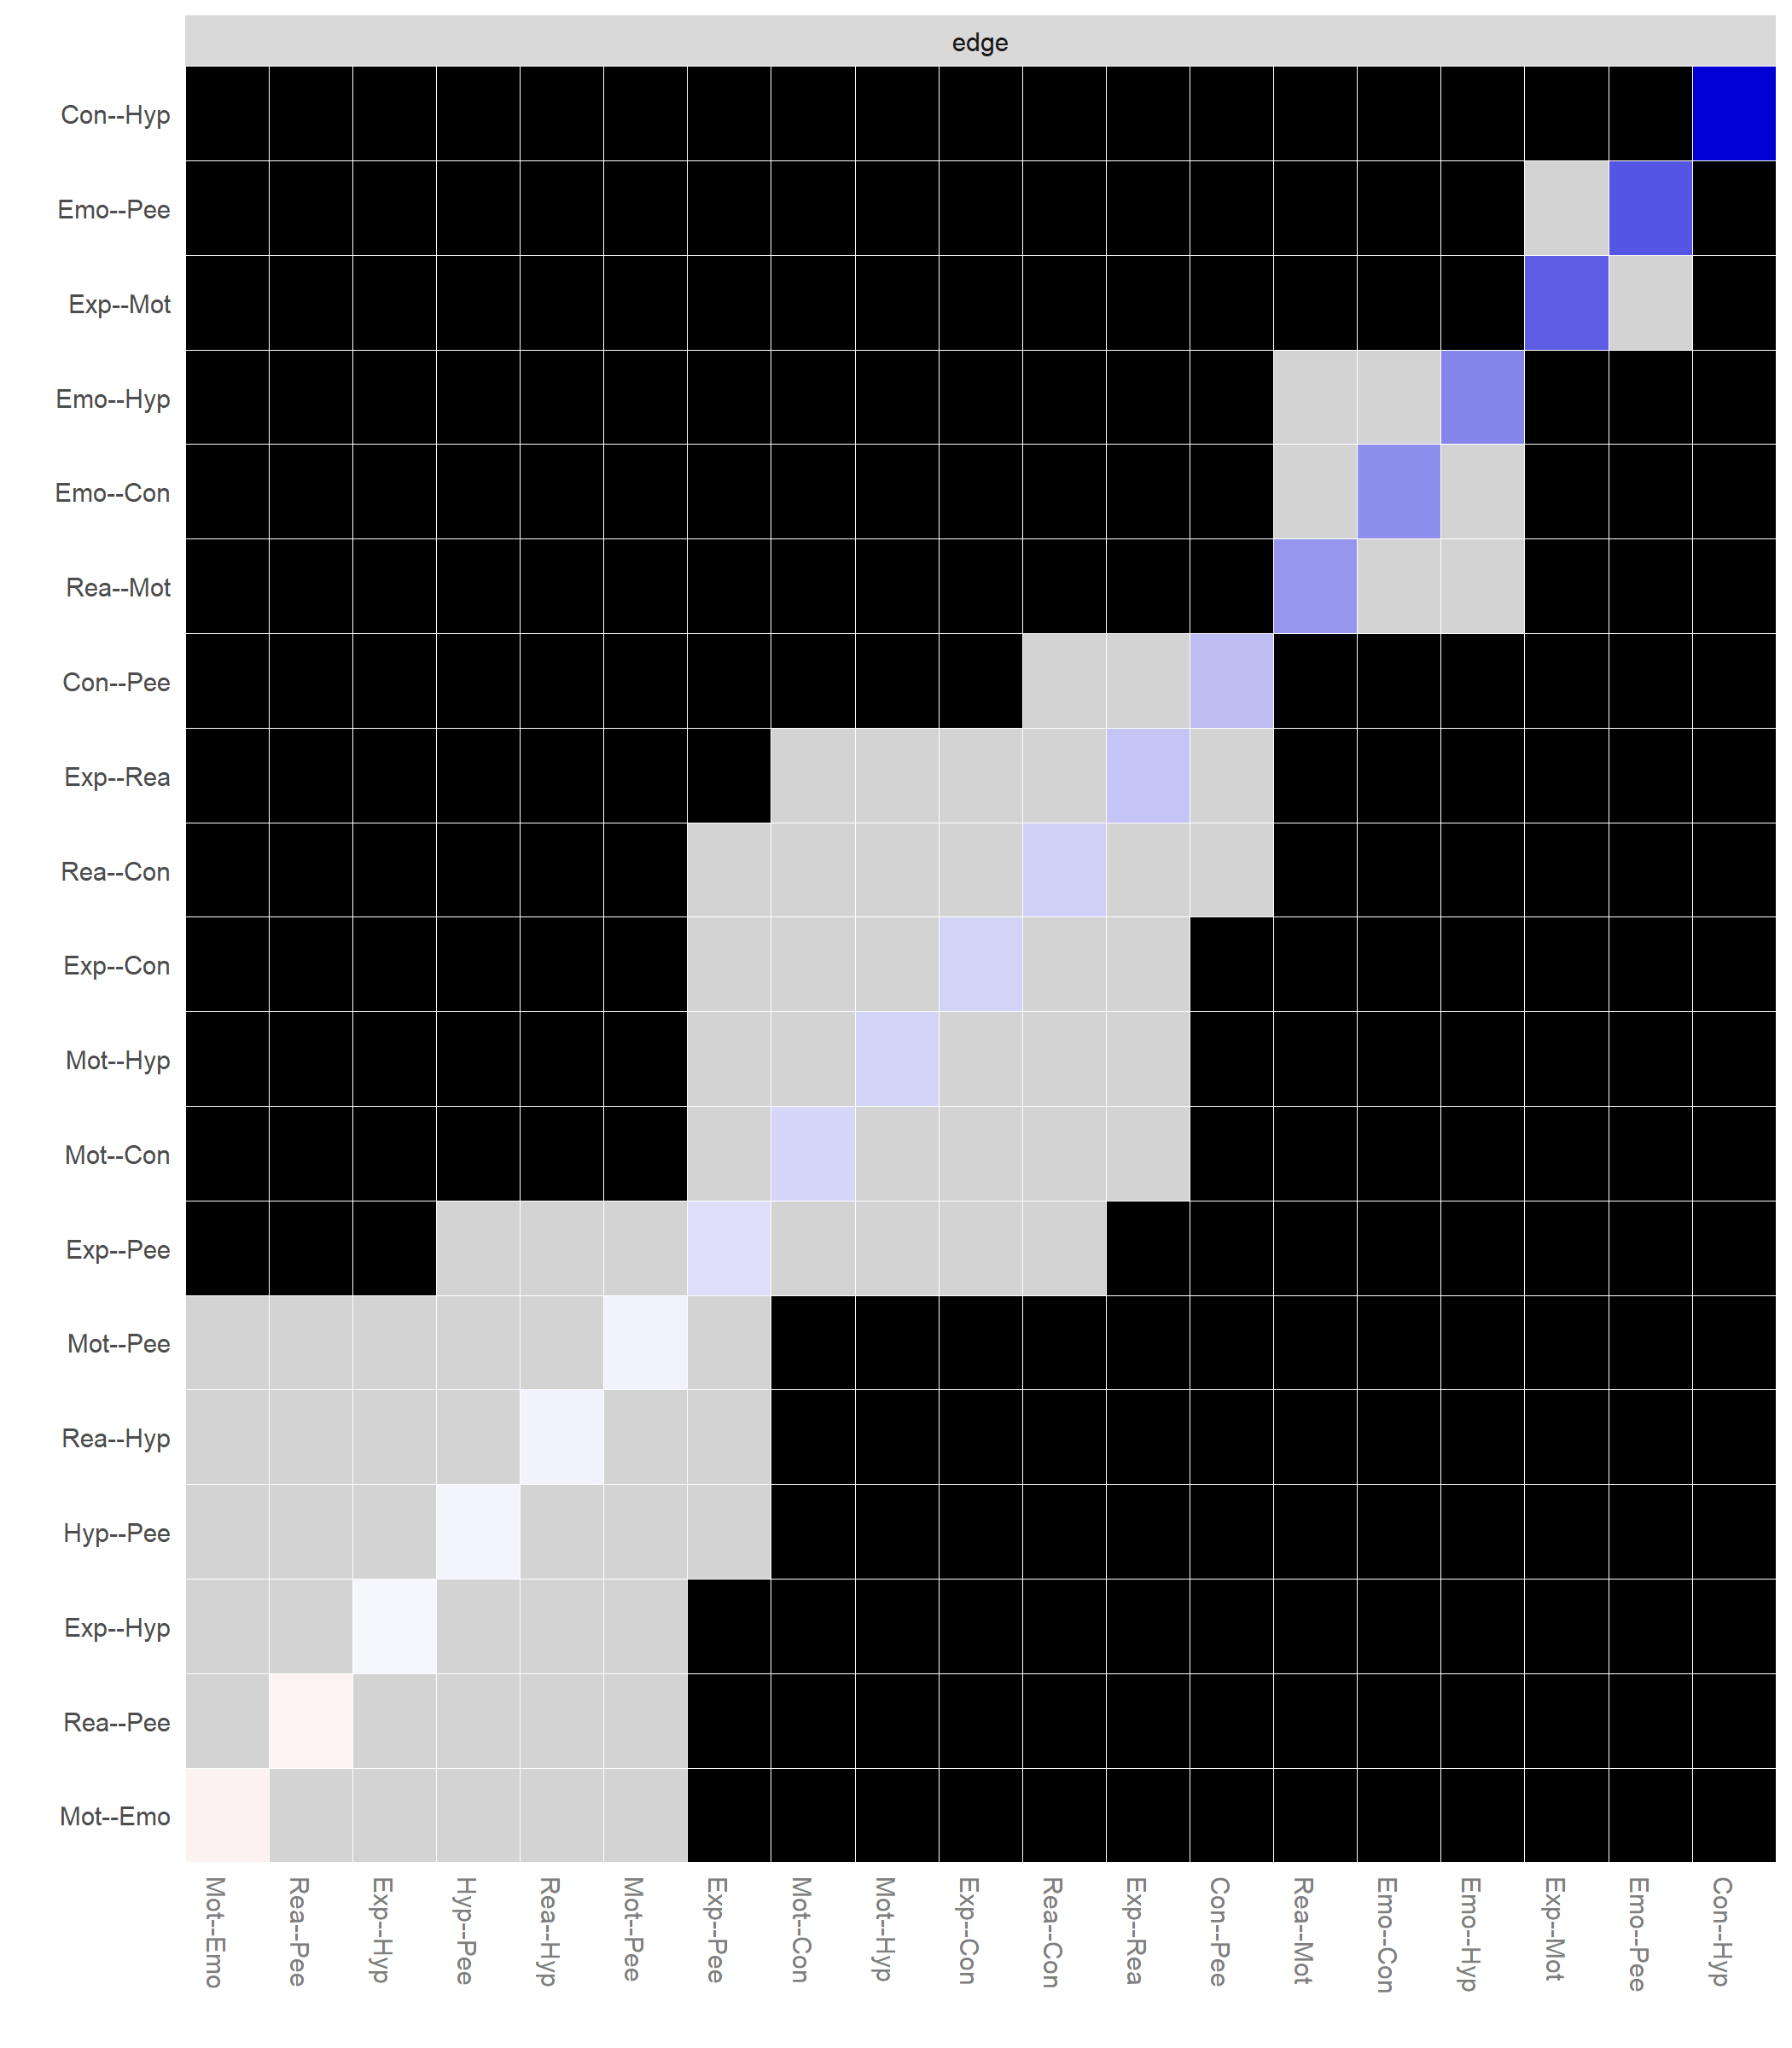 edge
Con--Hyp
Emo--Pee
Exp--Mot
Emo--Hyp
Emo--Con
Rea--Mot
Con--Pee
Exp--Rea
Rea--Con
Exp--Con
Mot--Hyp
Mot--Con
Exp--Pee
Mot--Pee
Rea--Hyp
Hyp--Pee
Exp--Hyp
Rea--Pee
Mot--Emo
Mot--Emo
Rea--Pee
Exp--Hyp
Hyp--Pee
Rea--Hyp
Mot--Pee
Exp--Pee
Mot--Con
Mot--Hyp
Exp--Con
Rea--Con
Exp--Rea
Con--Pee
Rea--Mot
Emo--Con
Emo--Hyp
Exp--Mot
Emo--Pee
Con--Hyp